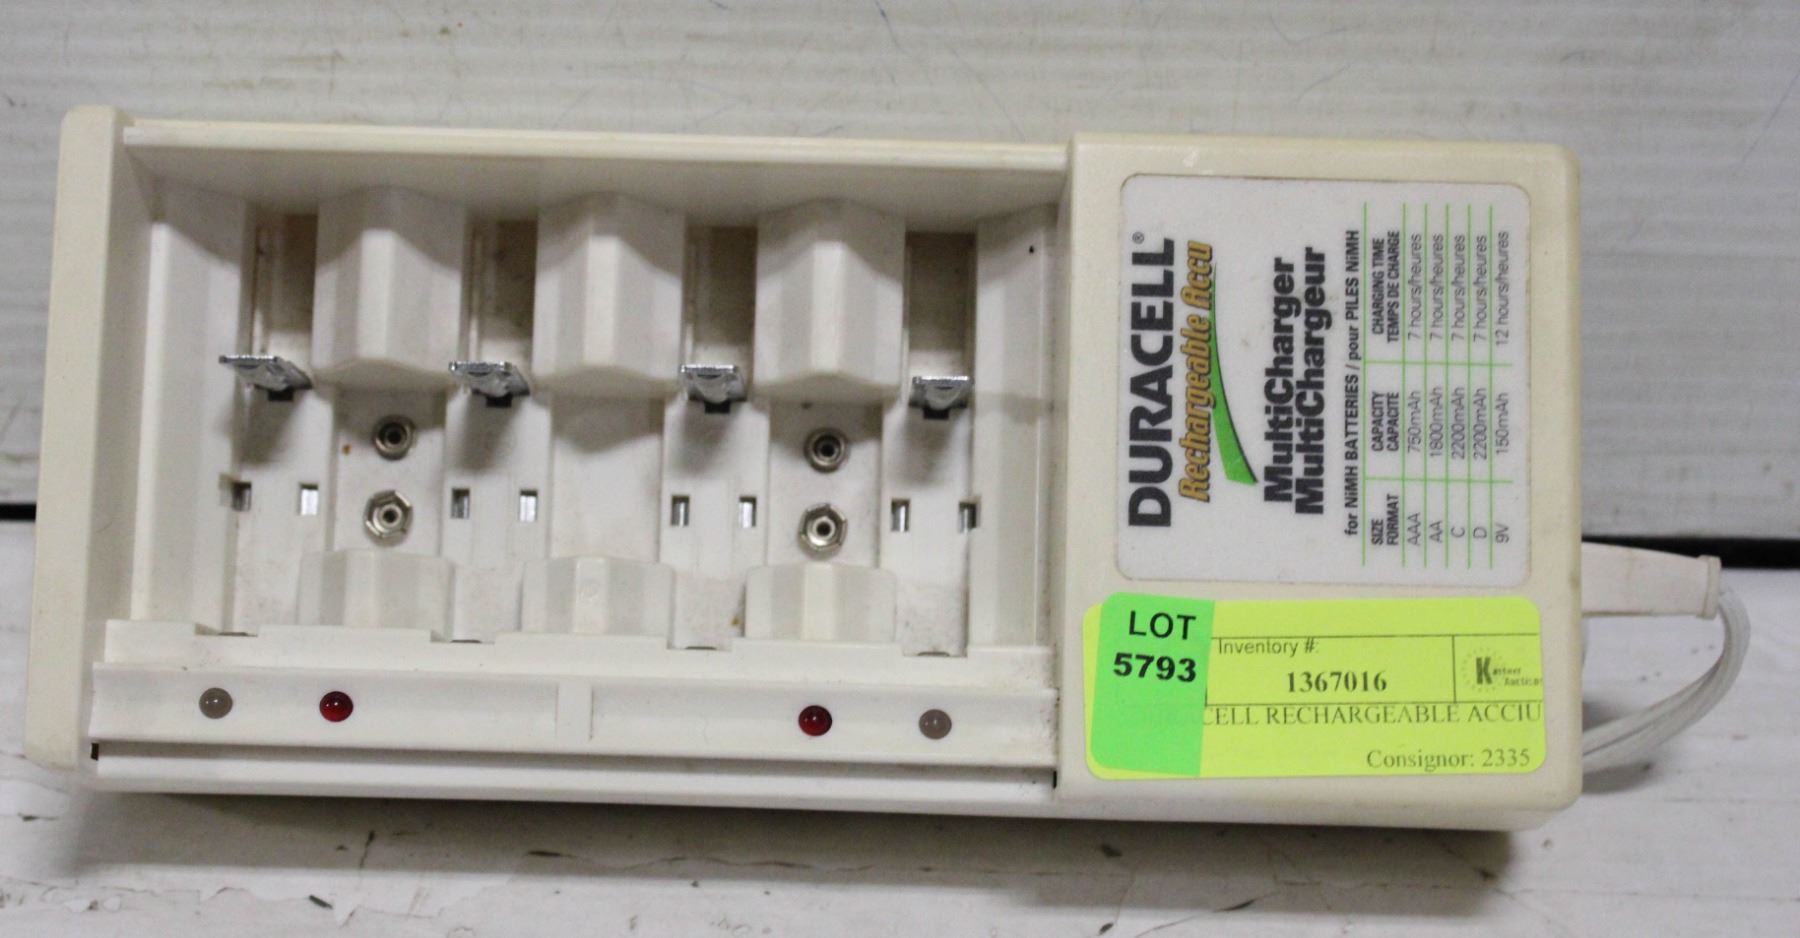 DURACELL®
Rechargeable Accu
MultiCharger
MultiChargeur
for NiMH BATTERIES / pour PILES NiMH
SIZE CAPACITY CHARGING TIME
FORMAT CAPACITE TEMPS DE CHARGE
AAA 750mAh 7 hours/heures
AA 1800mAh 7 hours/heures
C 2200mAh 7 hours/heures
D 2200mAh 7 hours/heures
9V 150mAh 12 hours/heures
LOT
5793
Inventory #:
1367016
CELL RECHARGEABLE ACCIU
Consignor: 2335